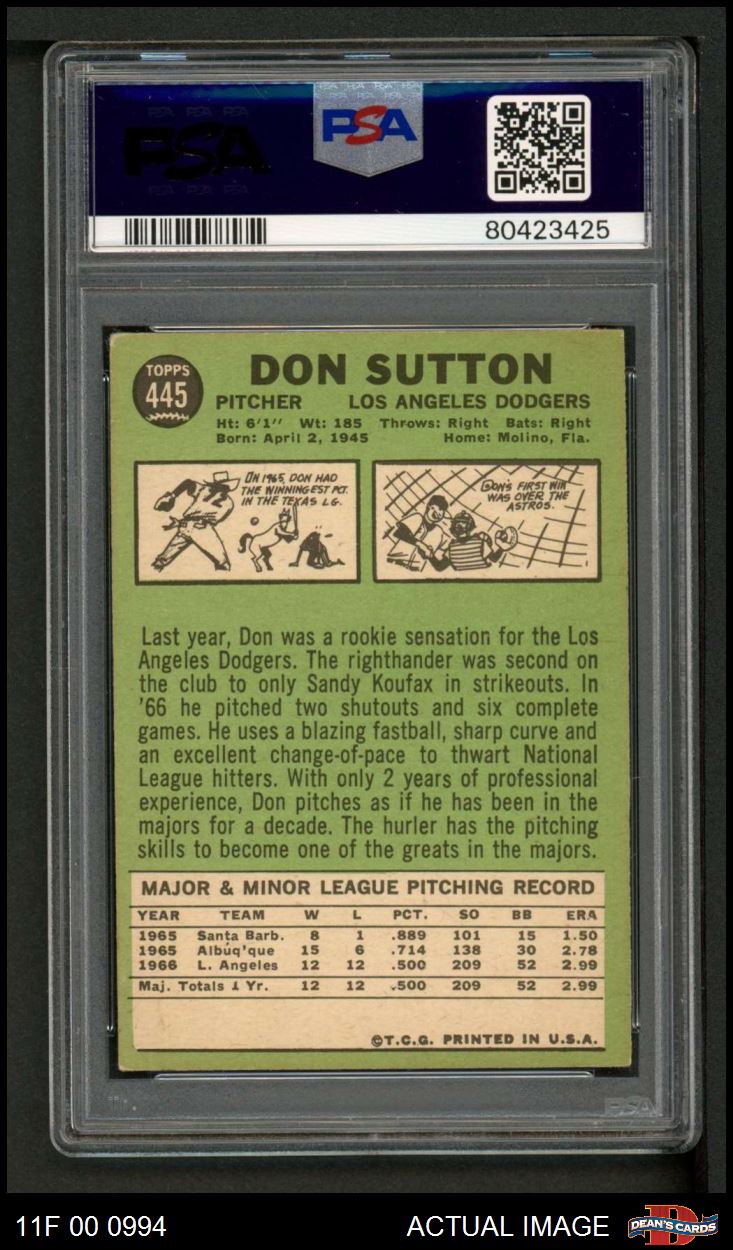 PSA
PSA
80423425
TOPPS
445
DON SUTTON
PITCHER LOS ANGELES DODGERS
Ht: 6'1" Wt: 185 Throws: Right Bats: Right
Born: April 2, 1945 Home: Molino, Fla.
ON 1965, DON HAD
THE WINNINGEST PCT.
IN THE TEXAS LG.
DON'S FIRST WIN
WAS OVER THE
ASTROS.
Last year, Don was a rookie sensation for the Los
Angeles Dodgers. The righthander was second on
the club to only Sandy Koufax in strikeouts. In
'66 he pitched two shutouts and six complete
games. He uses a blazing fastball, sharp curve and
an excellent change-of-pace to thwart National
League hitters. With only 2 years of professional
experience, Don pitches as if he has been in the
majors for a decade. The hurler has the pitching
skills to become one of the greats in the majors.
MAJOR & MINOR LEAGUE PITCHING RECORD
YEAR TEAM W L PCT. SO BB ERA
1965 Santa Barb. 8 1 .889 101 15 1.50
1965 Albuq'que 15 6 .714 138 30 2.78
1966 L. Angeles 12 12 .500 209 52 2.99
Maj. Totals 1 Yr. 12 12 .500 209 52 2.99
©T.C.G. PRINTED IN U.S.A.
PSA
11F 00 0994 ACTUAL IMAGE DEAN'S CARDS